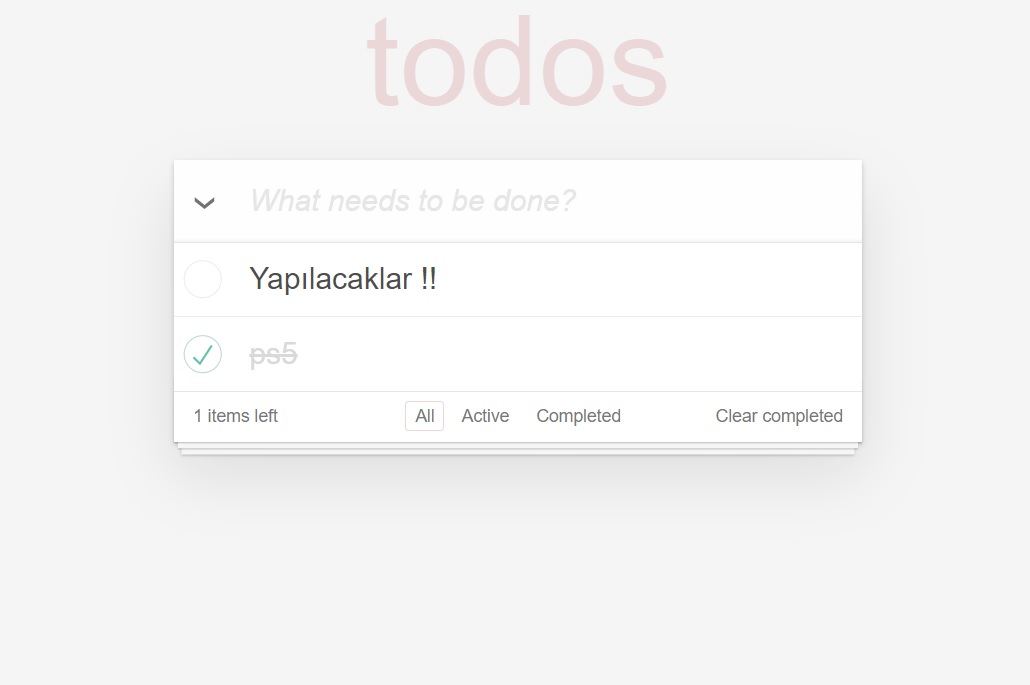 todos
What needs to be done?
Yapılacaklar !!
ps5
1 items left All Active Completed Clear completed